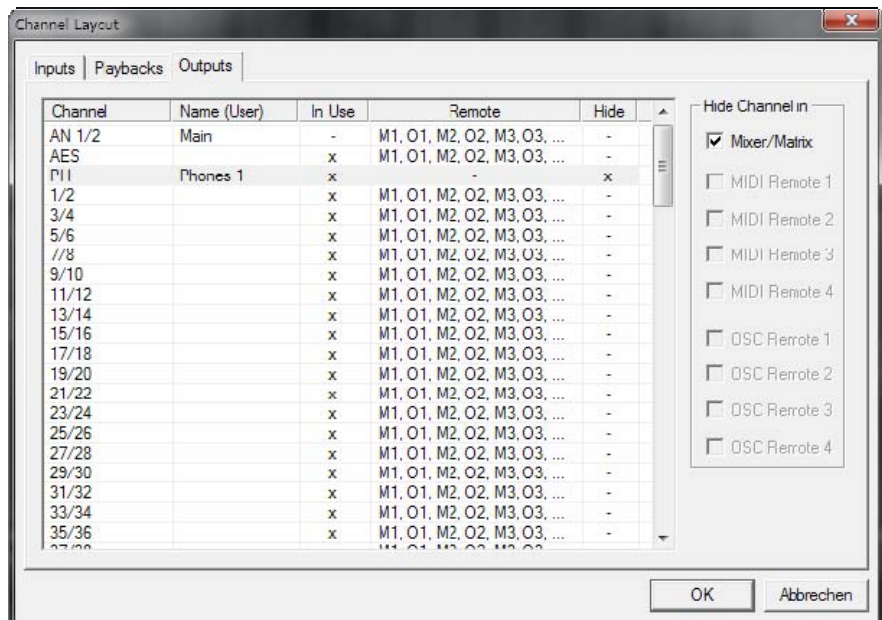 Channel Laycut
Inputs Paybacks Outputs
Channel Name (User) In Use Remote Hide
AN 1/2 Main - M1, O1, M2, O2, M3, O3, ... -
AES x M1, O1, M2, O2, M3, O3, ... -
PH Phones 1 x - x
1/2 x M1, O1, M2, O2, M3, O3, ... -
3/4 x M1, O1, M2, O2, M3, O3, ... -
5/6 x M1, O1, M2, O2, M3, O3, ... -
7/8 x M1, O1, M2, O2, M3, O3, ... -
9/10 x M1, O1, M2, O2, M3, O3, ... -
11/12 x M1, O1, M2, O2, M3, O3, ... -
13/14 x M1, O1, M2, O2, M3, O3, ... -
15/16 x M1, O1, M2, O2, M3, O3, ... -
17/18 x M1, O1, M2, O2, M3, O3, ... -
19/20 x M1, O1, M2, O2, M3, O3, ... -
21/22 x M1, O1, M2, O2, M3, O3, ... -
23/24 x M1, O1, M2, O2, M3, O3, ... -
25/26 x M1, O1, M2, O2, M3, O3, ... -
27/28 x M1, O1, M2, O2, M3, O3, ... -
29/30 x M1, O1, M2, O2, M3, O3, ... -
31/32 x M1, O1, M2, O2, M3, O3, ... -
33/34 x M1, O1, M2, O2, M3, O3, ... -
35/36 x M1, O1, M2, O2, M3, O3, ... -
Hide Channel in
Mixer/Matrix
MIDI Remote 1
MIDI Remote 2
MIDI Remote 3
MIDI Remote 4
OSC Remote 1
OSC Remote 2
OSC Remote 3
OSC Remote 4
OK Abbrechen